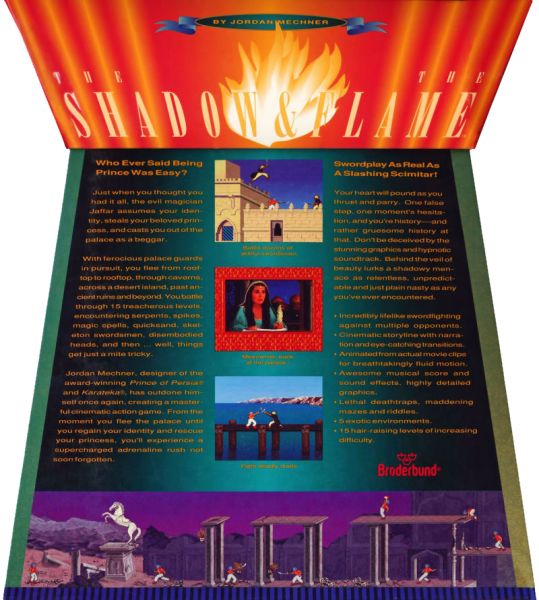 BY JORDAN MECHNER
THE THE
SHADOW & FLAME
Who Ever Said Being
Prince Was Easy?
Just when you thought you
had it all, the evil magician
Jaffar assumes your iden-
tity, steals your beloved prin-
cess, and casts you out of the
palace as a beggar.
With ferocious palace guards
in pursuit, you flee from roof-
top to rooftop, through caverns,
across a desert island, past an-
cient ruins and beyond. You battle
through 15 treacherous levels,
encountering serpents, spikes,
magic spells, quicksand, skel-
eton swordsmen, disembodied
heads, and then ... well, things
get just a mite tricky.
Jordan Mechner, designer of the
award-winning Prince of Persia®
and Karateka®, has outdone him-
self once again, creating a master-
ful cinematic action game. From the
moment you flee the palace until
you regain your identity and rescue
your princess, you'll experience a
supercharged adrenaline rush not
soon forgotten.
Meanwhile, back
at the palace...
Fight deadly duels
Swordplay As Real As
A Slashing Scimitar!
Your heart will pound as you
thrust and parry. One false
step, one moment's hesita-
tion, and you're history—and
rather gruesome history at
that. Don't be deceived by the
stunning graphics and hypnotic
soundtrack. Behind the veil of
beauty lurks a shadowy men-
ace as relentless, unpredict-
able and just plain nasty as any
you've ever encountered.
• Incredibly lifelike swordfighting
against multiple opponents.
• Cinematic storyline with narra-
tion and eye-catching transitions.
• Animated from actual movie clips
for breathtakingly fluid motion.
• Awesome musical score and
sound effects, highly detailed
graphics.
• Lethal deathtraps, maddening
mazes and riddles.
• 5 exotic environments.
• 15 hair-raising levels of increasing
difficulty.
Brøderbund®